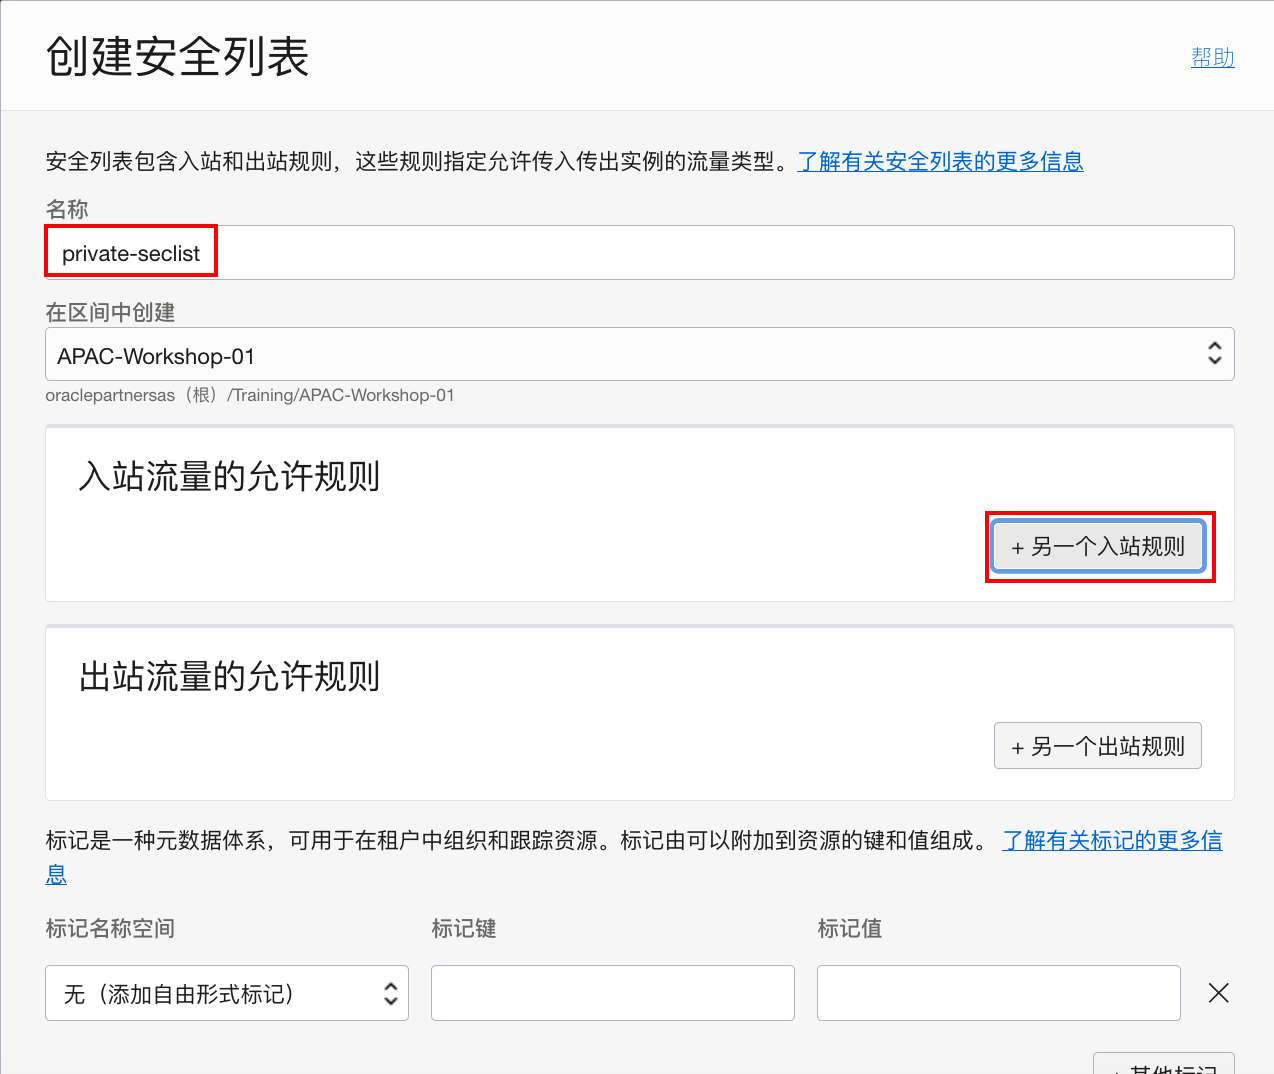 创建安全列表
帮助
安全列表包含入站和出站规则，这些规则指定允许传入传出实例的流量类型。了解有关安全列表的更多信息
名称
private-seclist
在区间中创建
APAC-Workshop-01
oraclepartnersas（根）/Training/APAC-Workshop-01
入站流量的允许规则
+ 另一个入站规则
出站流量的允许规则
+ 另一个出站规则
标记是一种元数据体系，可用于在租户中组织和跟踪资源。标记由可以附加到资源的键和值组成。 了解有关标记的更多信
息
标记名称空间 标记键 标记值
无（添加自由形式标记）
+ 其他标记